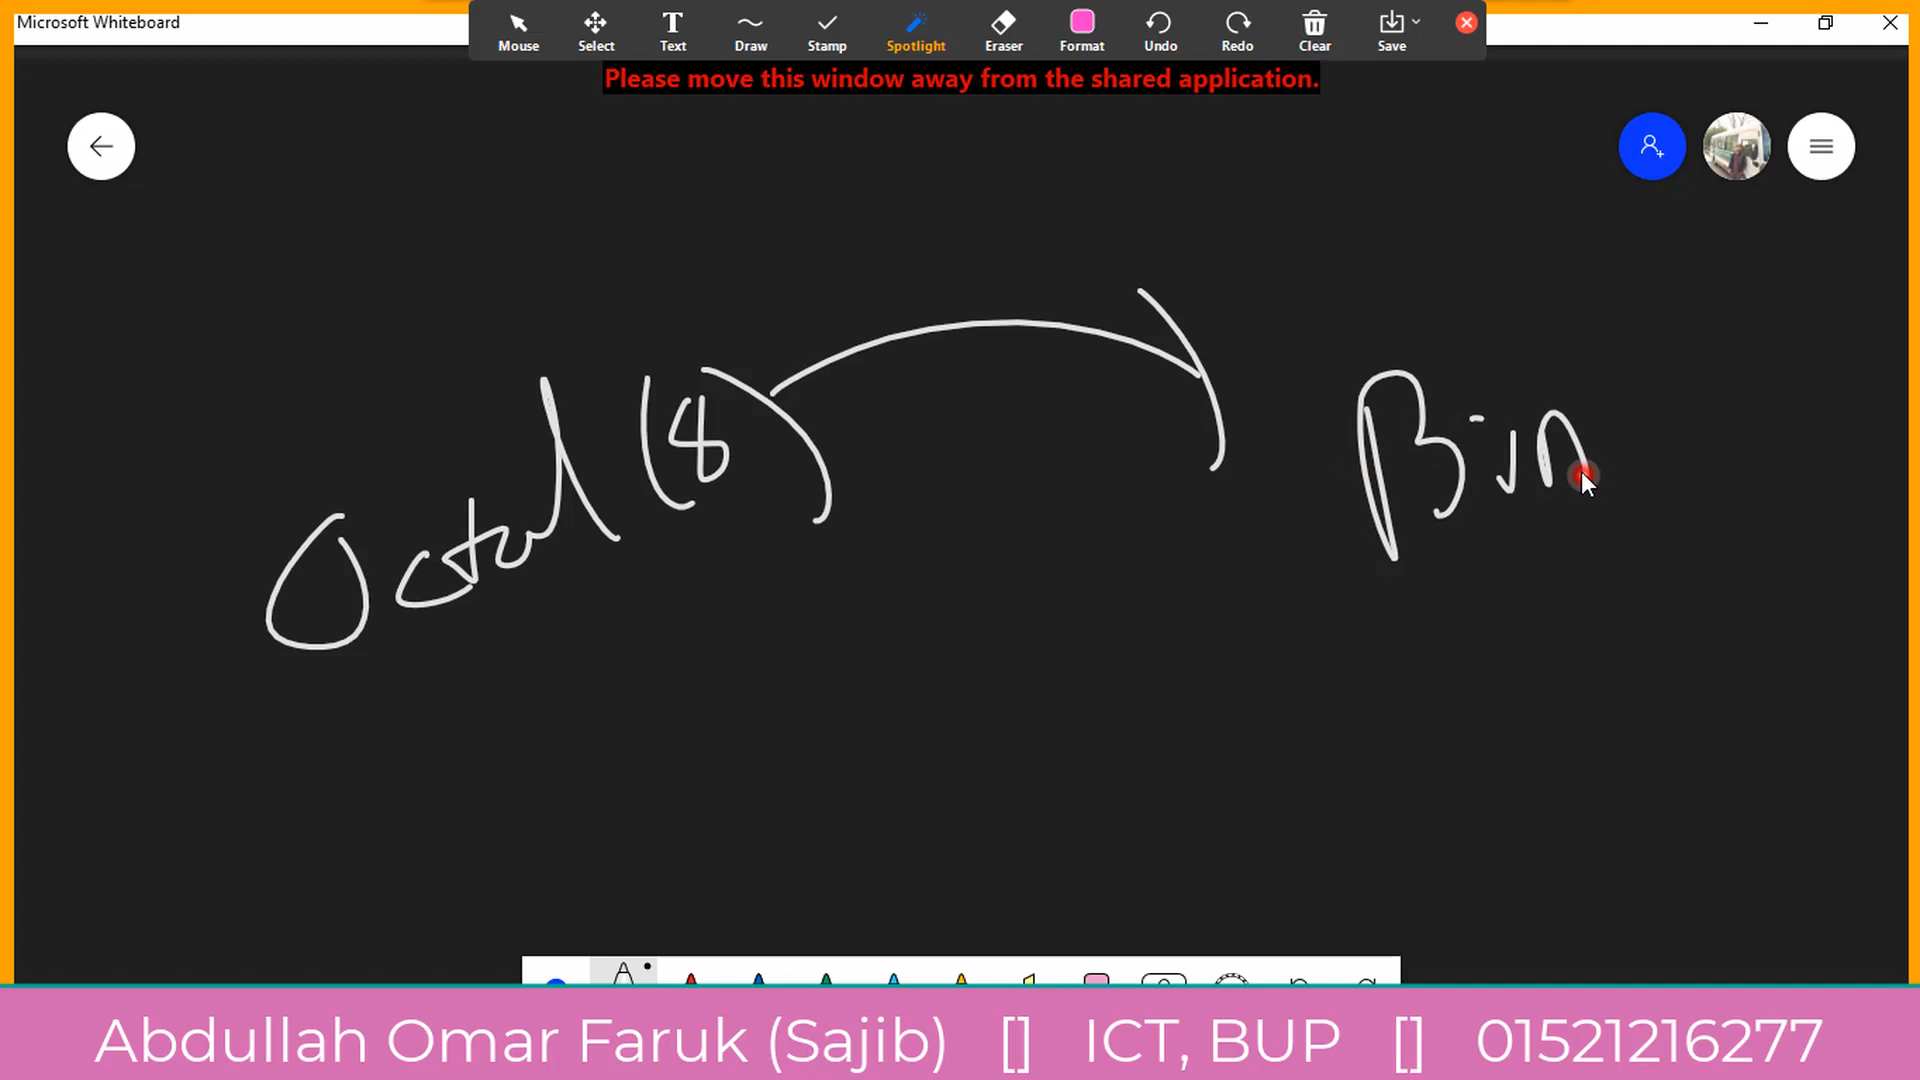 Microsoft Whiteboard
Mouse Select Text Draw Stamp Spotlight Eraser Format Undo Redo Clear Save
Please move this window away from the shared application.
Octal (8) Bin
Abdullah Omar Faruk (Sajib) [] ICT, BUP [] 01521216277